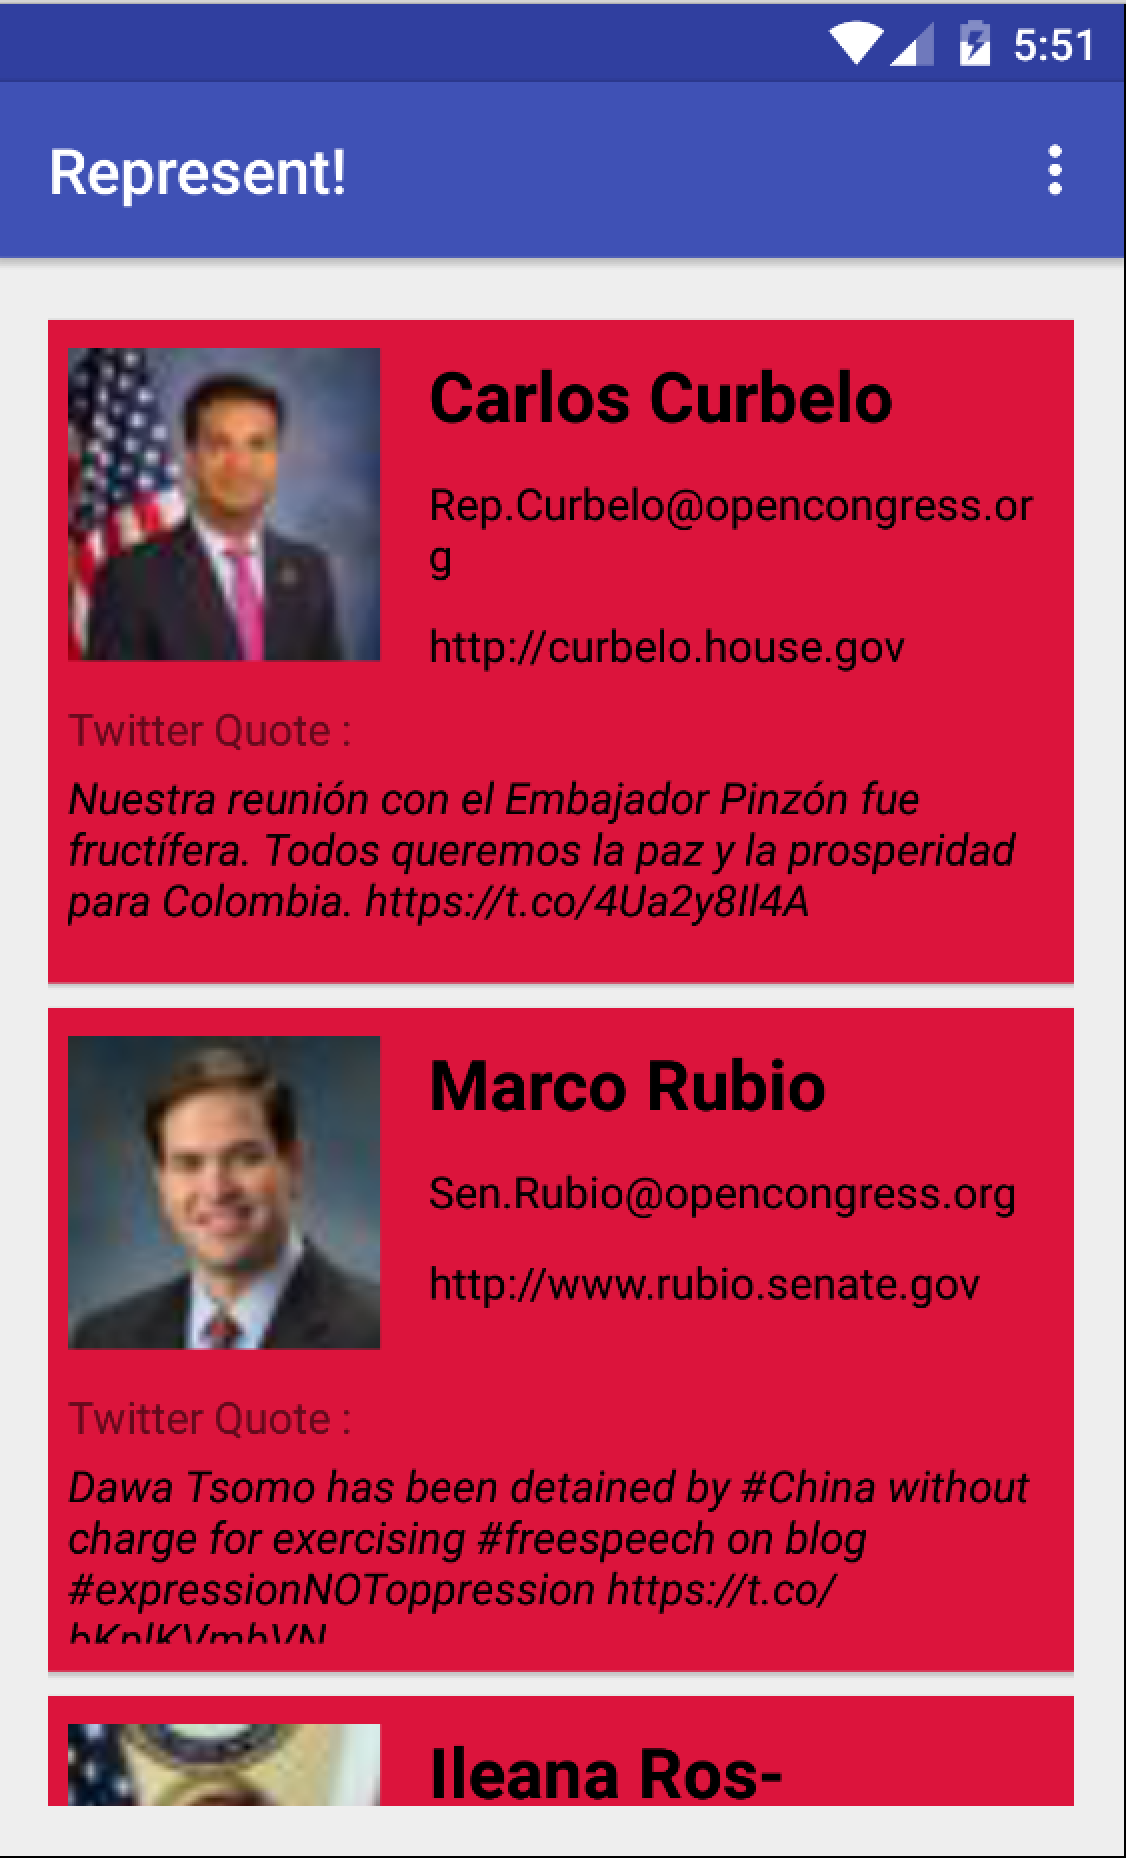 5:51
Represent!
Carlos Curbelo
Rep.Curbelo@opencongress.or
g
http://curbelo.house.gov
Twitter Quote :
Nuestra reunión con el Embajador Pinzón fue
fructífera. Todos queremos la paz y la prosperidad
para Colombia. https://t.co/4Ua2y8Il4A
Marco Rubio
Sen.Rubio@opencongress.org
http://www.rubio.senate.gov
Twitter Quote :
Dawa Tsomo has been detained by #China without
charge for exercising #freespeech on blog
#expressionNOToppression https://t.co/
Ileana Ros-